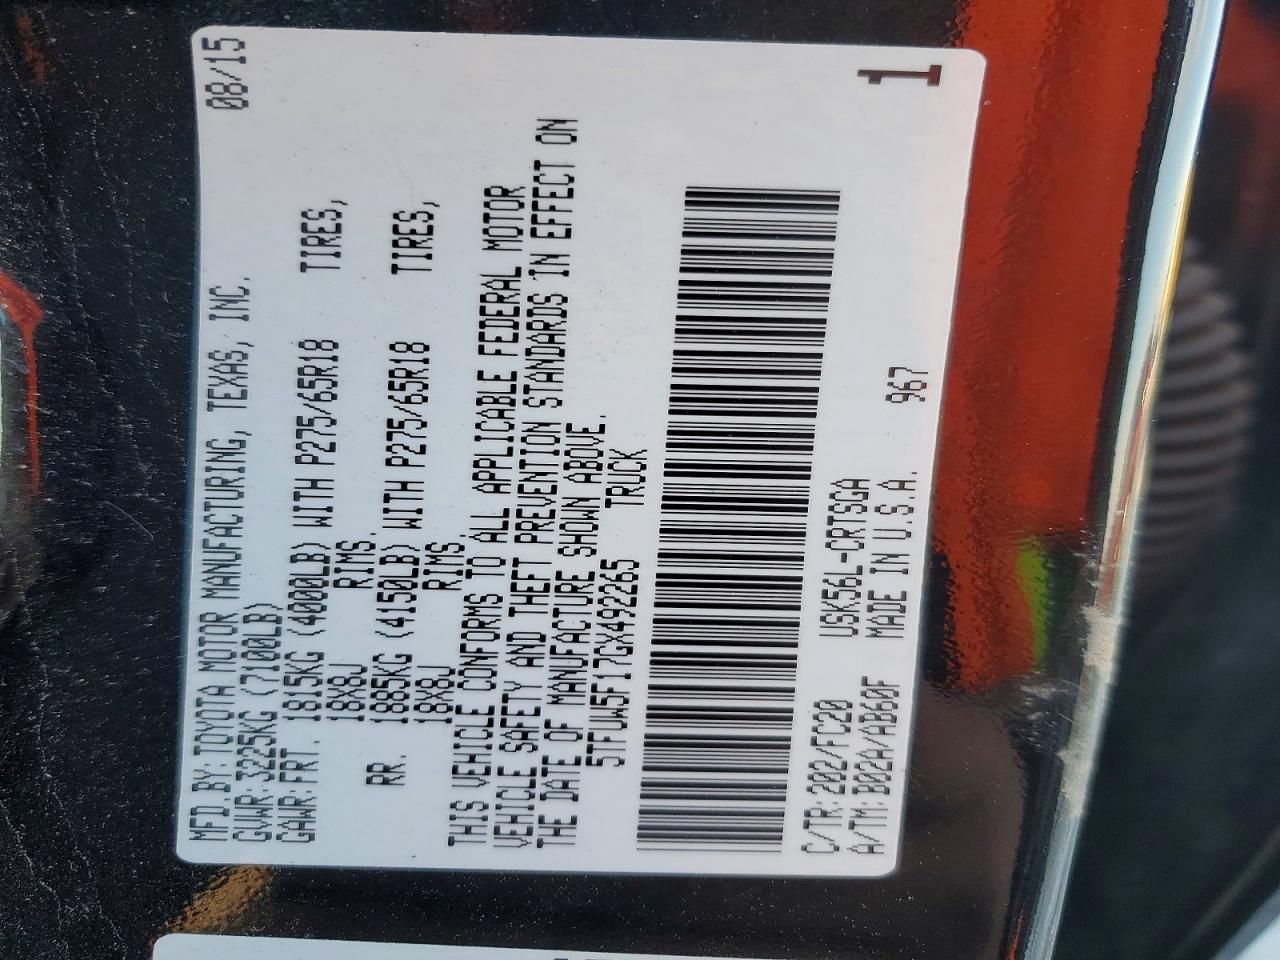 MFD BY: TOYOTA MOTOR MANUFACTURING, TEXAS, INC. 08/15
GVWR: 3225KG (7100LB)
GAWR: FRT. 1815KG (4000LB) WITH P275/65R18 TIRES,
18X8J RIMS,
RR. 1885KG (4150LB) WITH P275/65R18 TIRES,
18X8J RIMS
THIS VEHICLE CONFORMS TO ALL APPLICABLE FEDERAL MOTOR
VEHICLE SAFETY AND THEFT PREVENTION STANDARDS IN EFFECT ON
THE DATE OF MANUFACTURE SHOWN ABOVE.
5TFUW5F17GX492265 TRUCK
C/TR: 202/FC20 USK56L-CRTSGA
A/TM: B02A/AB60F MADE IN U.S.A. 967
1